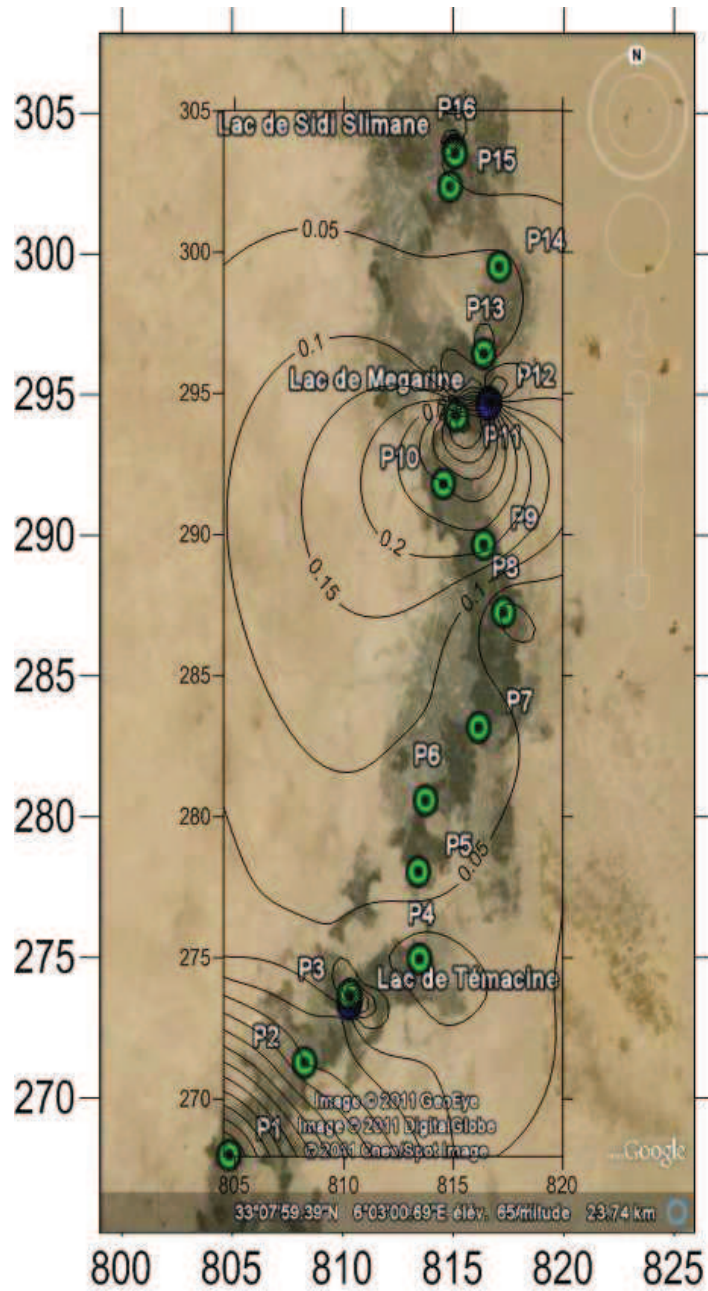 N
305
305
P16
Lac de Sidi Slimane
P15
0.05
P14
300
300
P13
0.1
295
295
Lac de Megarine
P12
P11
P10
P9
290
290
0.2
0.15
0.1
P8
285
285
P7
P6
280
280
P5
0.05
P4
275
275
P3
Lac de Témacine
P2
270
270
Image © 2011 GeoEye
Image © 2011 DigitalGlobe
P1
© 2011 Cnes/Spot Image
...Google
805
810
815
820
33°07'59.39"N 6°03'00.69"E élév. 65
23.74 km
800
805
810
815
820
825